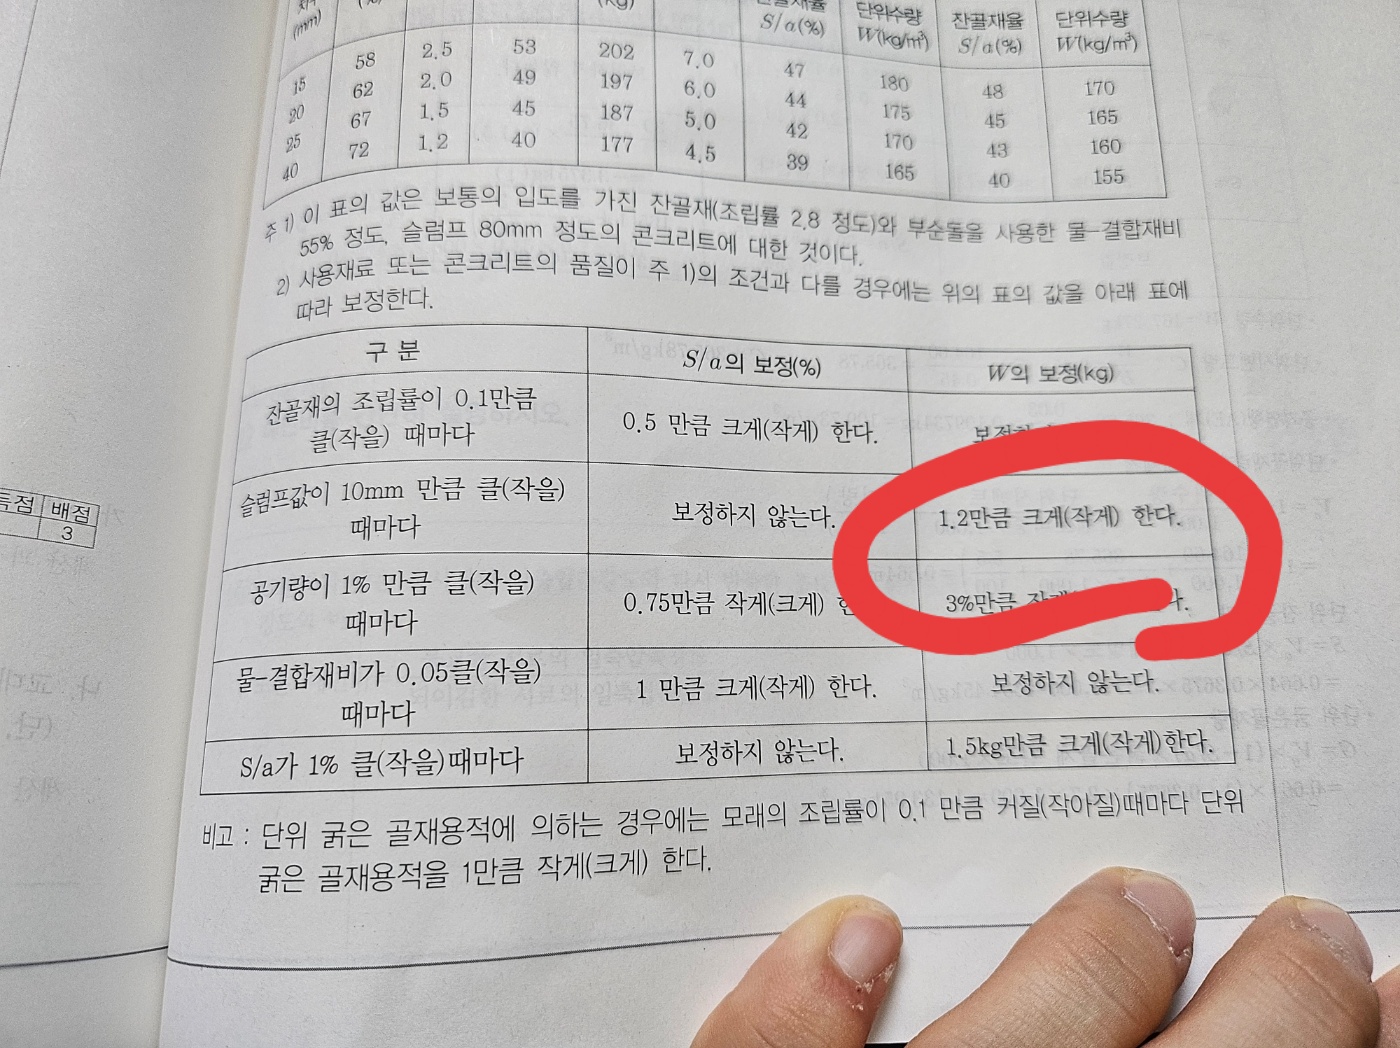 (mm)
(kg)
S/a(%)
단위수량
W(kg/m³)
잔골재율
S/a(%)
단위수량
W(kg/m³)
15 58 2.5 53 202 7.0 47 180 48 170
20 62 2.0 49 197 6.0 44 175 45 165
25 67 1.5 45 187 5.0 42 170 43 160
40 72 1.2 40 177 4.5 39 165 40 155
주 1) 이 표의 값은 보통의 입도를 가진 잔골재(조립률 2.8 정도)와 부순돌을 사용한 물-결합재비
55% 정도, 슬럼프 80mm 정도의 콘크리트에 대한 것이다.
2) 사용재료 또는 콘크리트의 품질이 주 1)의 조건과 다를 경우에는 위의 표의 값을 아래 표에
따라 보정한다.
구 분 S/a의 보정(%) W의 보정(kg)
잔골재의 조립률이 0.1만큼
클(작을) 때마다
0.5 만큼 크게(작게) 한다.
슬럼프값이 10mm 만큼 클(작을)
때마다
보정하지 않는다.
1.2만큼 크게(작게) 한다.
공기량이 1% 만큼 클(작을)
때마다
0.75만큼 작게(크게)
3%만큼
물-결합재비가 0.05클(작을)
때마다
1 만큼 크게(작게) 한다.
보정하지 않는다.
S/a가 1% 클(작을)때마다
보정하지 않는다.
1.5kg만큼 크게(작게)한다.
비고 : 단위 굵은 골재용적에 의하는 경우에는 모래의 조립률이 0.1 만큼 커질(작아질)때마다 단위
굵은 골재용적을 1만큼 작게(크게) 한다.
득점 배점
3